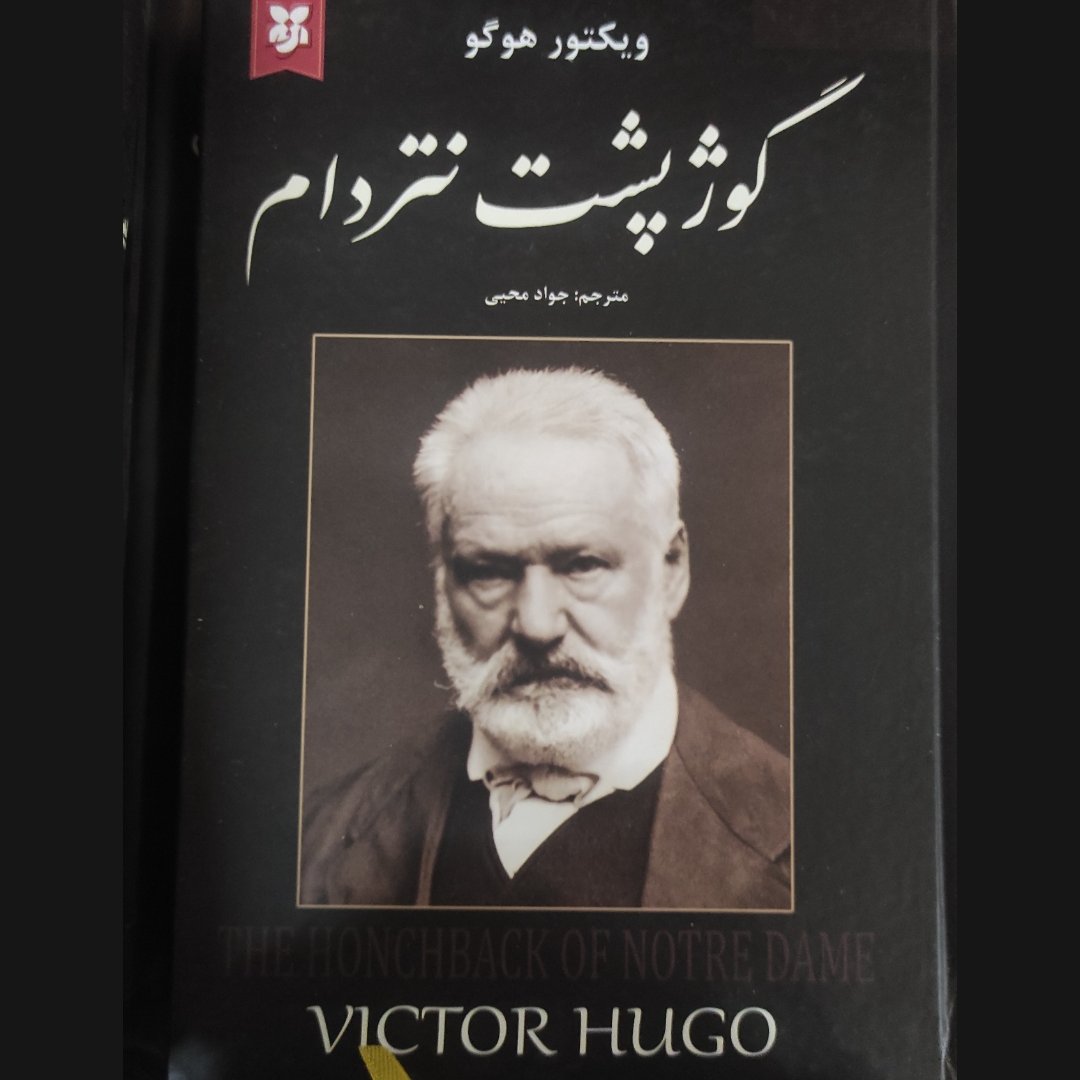 ویکتور هوگو
گوژپشت نتردام
مترجم: جواد محیی
THE HONCHBACK OF NOTRE DAME
VICTOR HUGO